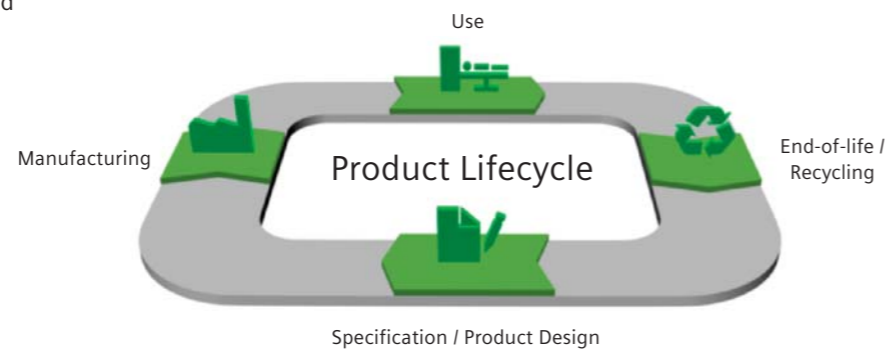 Use
Manufacturing
Product Lifecycle
End-of-life /
Recycling
Specification / Product Design